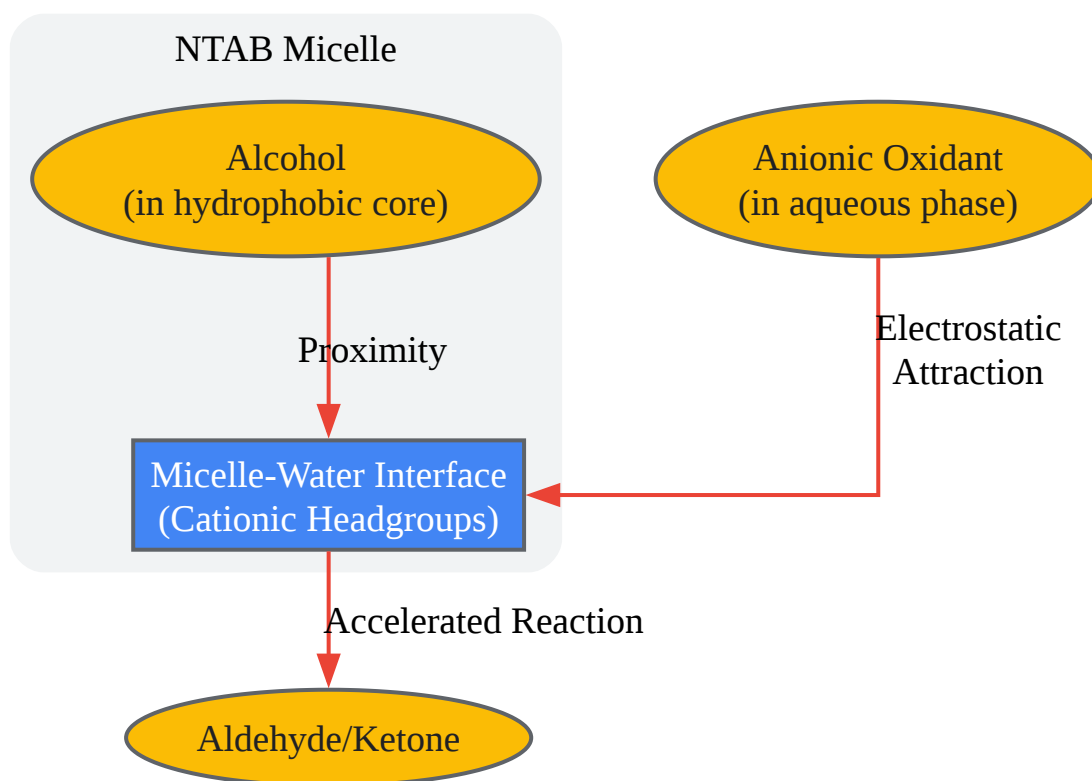 NTAB Micelle
Alcohol
(in hydrophobic core)
Anionic Oxidant
(in aqueous phase)
Electrostatic
Attraction
Proximity
Micelle-Water Interface
(Cationic Headgroups)
Accelerated Reaction
Aldehyde/Ketone